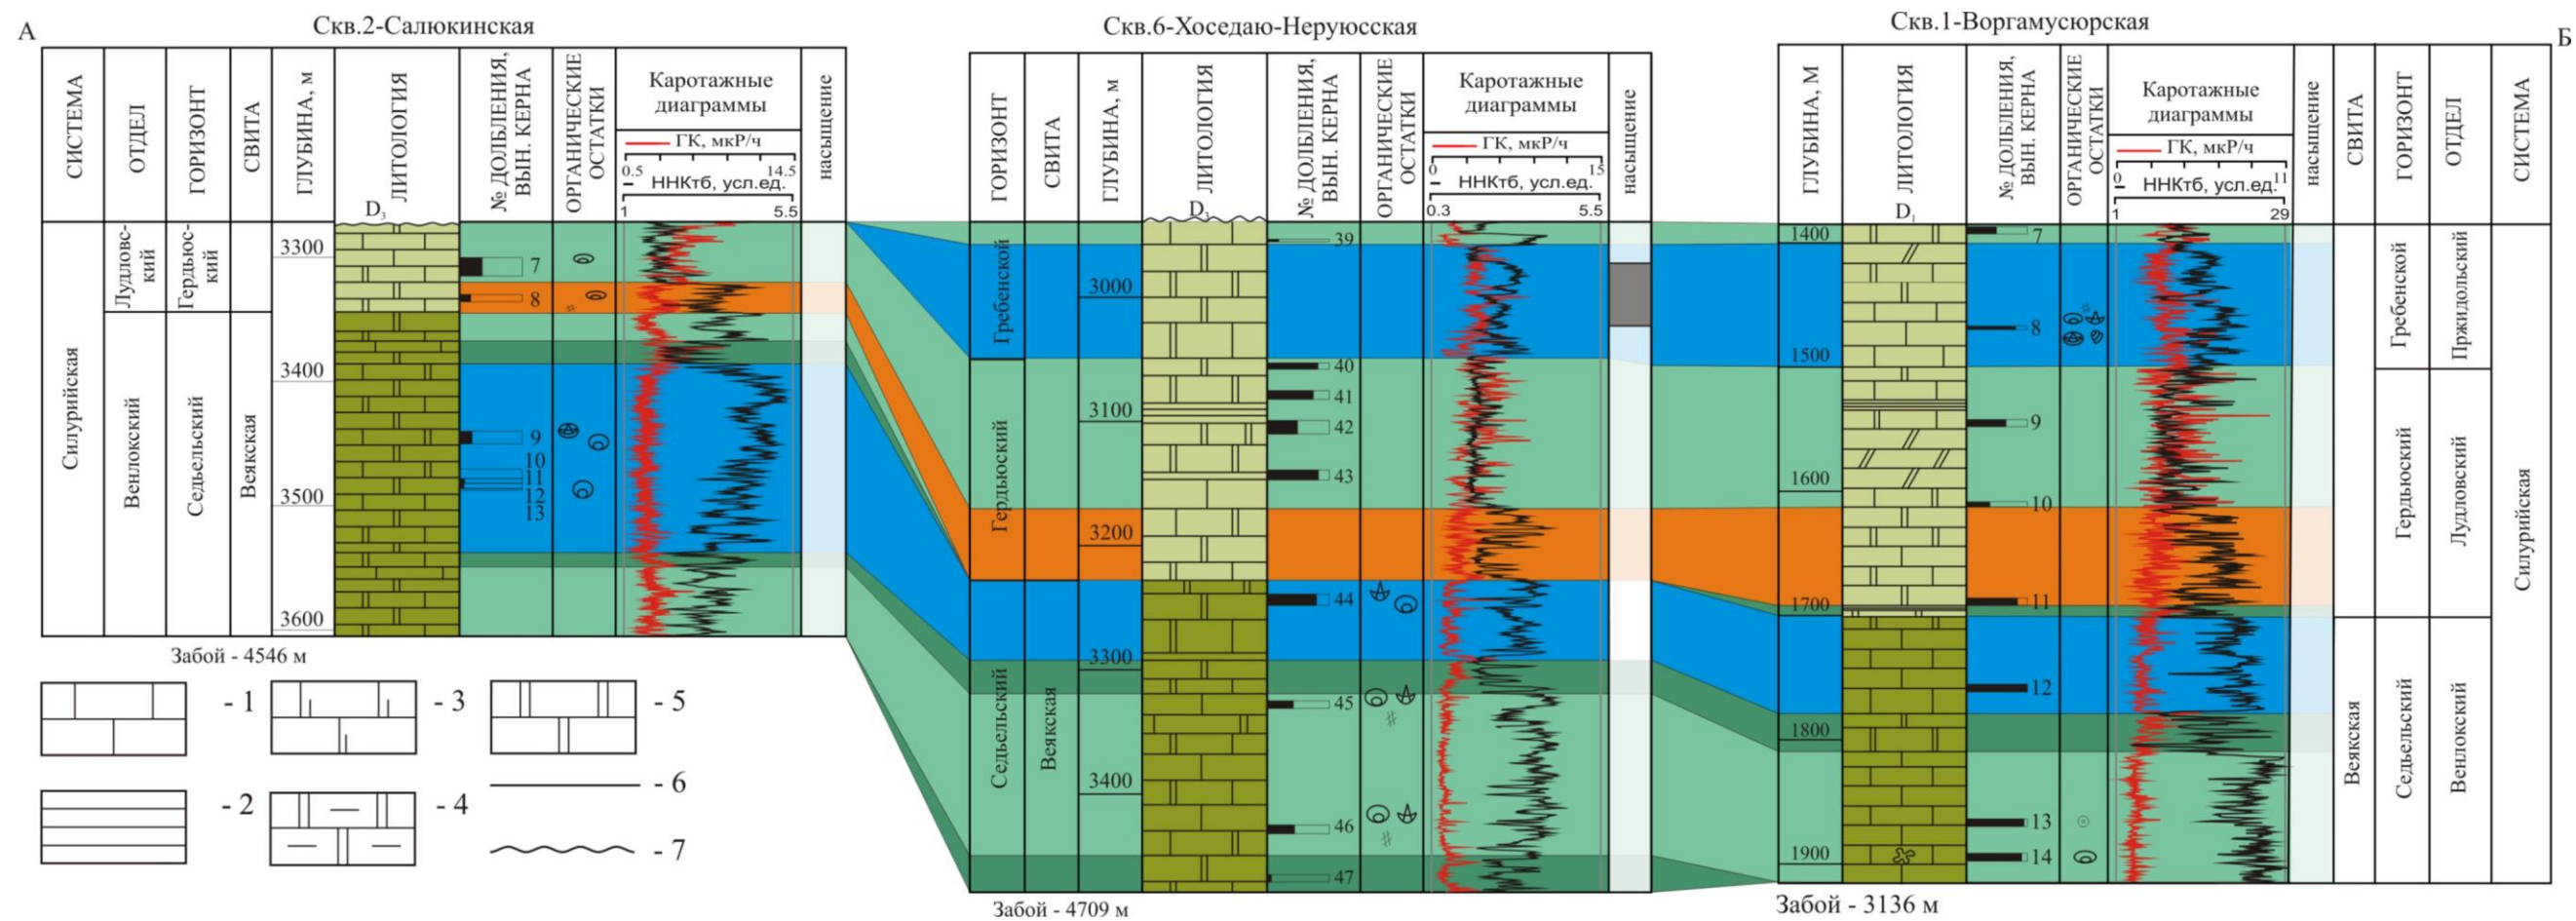 А
Скв.2-Салюкинская
Скв.6-Хоседаю-Неруюсская
Скв.1-Воргамусюрская
Б
СИСТЕМА
ОТДЕЛ
ГОРИЗОНТ
СВИТА
ГЛУБИНА, м
ЛИТОЛОГИЯ
№ ДОЛБЛЕНИЯ,
ВЫН. КЕРНА
ОРГАНИЧЕСКИЕ
ОСТАТКИ
Каротажные
диаграммы
ГК, мкР/ч
0.5 14.5
ННКтб, усл.ед.
1 5.5
насыщение
D3
Силурийская
Лудловс-
кий
Гердъюс-
кий
Венлокский
Седъельский
Веякская
3300
3400
3500
3600
7
8
9
10
11
12
13
Забой - 4546 м
ГОРИЗОНТ
СВИТА
ГЛУБИНА, м
ЛИТОЛОГИЯ
№ ДОЛБЛЕНИЯ,
ВЫН. КЕРНА
ОРГАНИЧЕСКИЕ
ОСТАТКИ
Каротажные
диаграммы
ГК, мкР/ч
0 15
ННКтб, усл.ед.
0.3 5.5
насыщение
D3
Гребенской
Гердъюский
Седъельский
Веякская
3000
3100
3200
3300
3400
39
40
41
42
43
44
45
46
47
Забой - 4709 м
ГЛУБИНА, М
ЛИТОЛОГИЯ
№ ДОЛБЛЕНИЯ,
ВЫН. КЕРНА
ОРГАНИЧЕСКИЕ
ОСТАТКИ
Каротажные
диаграммы
ГК, мкР/ч
0 11
ННКтб, усл.ед.
1 29
насыщение
СВИТА
ГОРИЗОНТ
ОТДЕЛ
СИСТЕМА
D1
1400
1500
1600
1700
1800
1900
7
8
9
10
11
12
13
14
Веякская
Гребенской
Гердъюский
Седъельский
Пржидольский
Лудловский
Венлокский
Силурийская
Забой - 3136 м
- 1
- 2
- 3
- 4
- 5
- 6
- 7